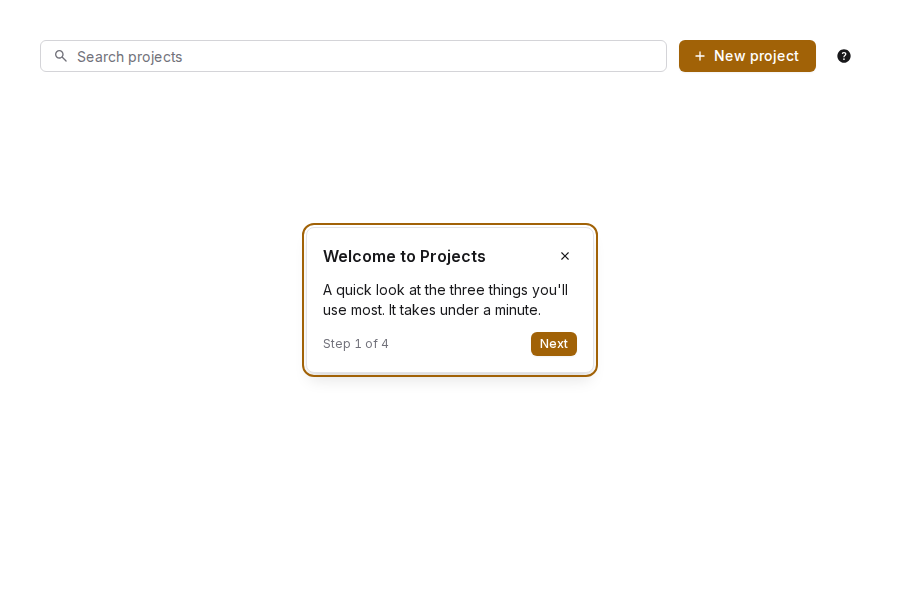 Search projects
New project
Welcome to Projects
A quick look at the three things you'll
use most. It takes under a minute.
Step 1 of 4
Next